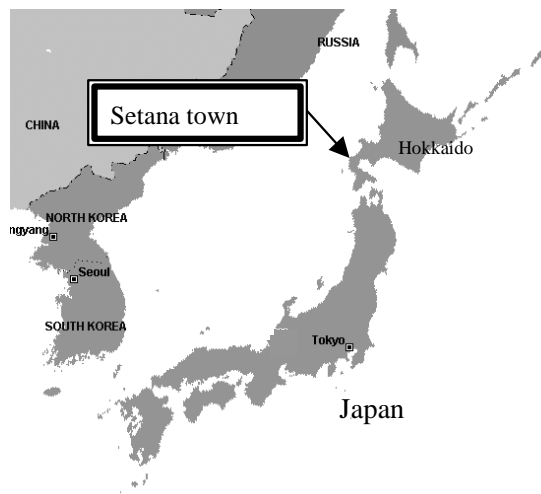 RUSSIA
Setana town
CHINA
Hokkaido
NORTH KOREA
ngyang
Seoul
SOUTH KOREA
Tokyo
Japan